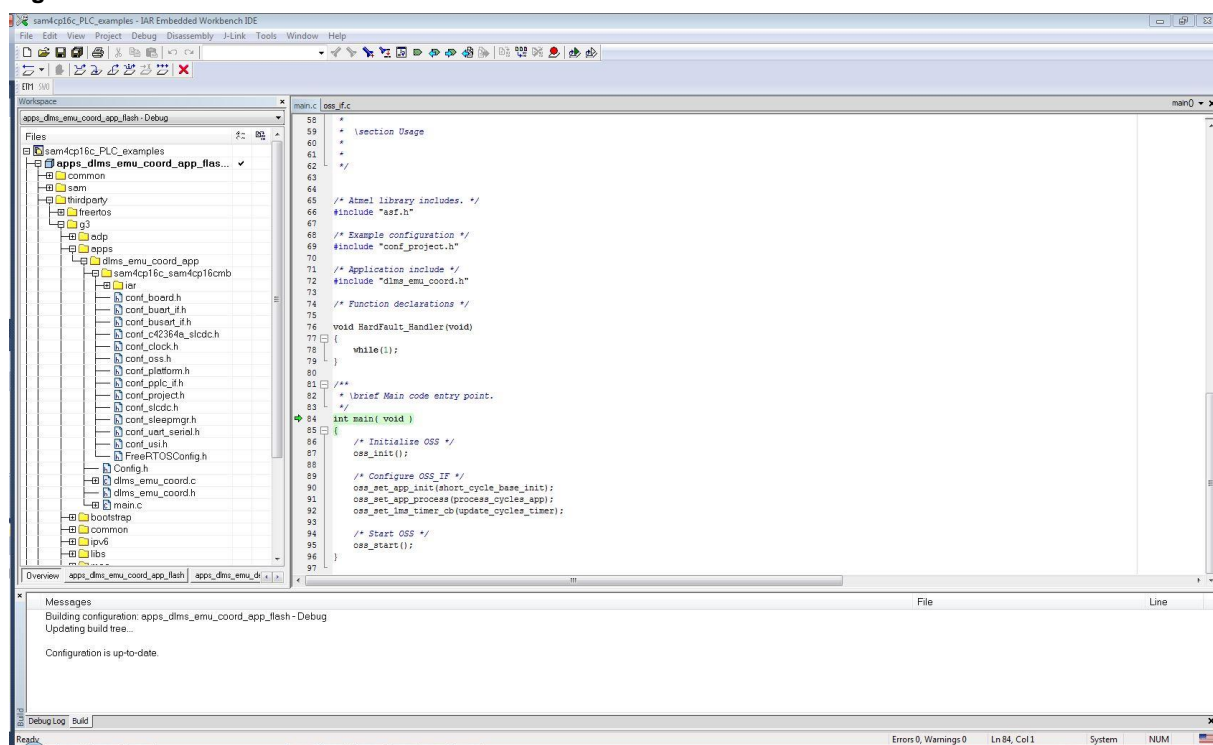 sam4cp16c_PLC_examples - IAR Embedded Workbench IDE
File Edit View Project Debug Disassembly J-Link Tools Window Help
ETM SWO
Workspace
apps_dlms_emu_coord_app_flash - Debug
Files
sam4cp16c_PLC_examples
apps_dlms_emu_coord_app_flas...
common
sam
thirdparty
freertos
g3
adp
apps
dlms_emu_coord_app
sam4cp16c_sam4cp16cmb
iar
conf_board.h
conf_buart_if.h
conf_busart_if.h
conf_c42364a_slcdc.h
conf_clock.h
conf_oss.h
conf_platform.h
conf_pplc_if.h
conf_project.h
conf_slcdc.h
conf_sleepmgr.h
conf_uart_serial.h
conf_usi.h
FreeRTOSConfig.h
Config.h
dlms_emu_coord.c
dlms_emu_coord.h
main.c
bootstrap
common
ipv6
libs
Overview apps_dlms_emu_coord_app_flash apps_dlms_emu_d
main.c oss_if.c main()
58 *
59 * \section Usage
60 *
61 *
62 */
63
64
65 /* Atmel library includes. */
66 #include "asf.h"
67
68 /* Example configuration */
69 #include "conf_project.h"
70
71 /* Application include */
72 #include "dlms_emu_coord.h"
73
74 /* Function declarations */
75
76 void HardFault_Handler(void)
77 {
78 while(1);
79 }
80
81 /**
82 * \brief Main code entry point.
83 */
84 int main( void )
85 {
86 /* Initialize OSS */
87 oss_init();
88
89 /* Configure OSS_IF */
90 oss_set_app_init(short_cycle_base_init);
91 oss_set_app_process(process_cycles_app);
92 oss_set_1ms_timer_cb(update_cycles_timer);
93
94 /* Start OSS */
95 oss_start();
96 }
97
Messages File Line
Building configuration: apps_dlms_emu_coord_app_flash - Debug
Updating build tree...
Configuration is up-to-date.
Build
Debug Log Build
Ready Errors 0, Warnings 0 Ln 84, Col 1 System NUM